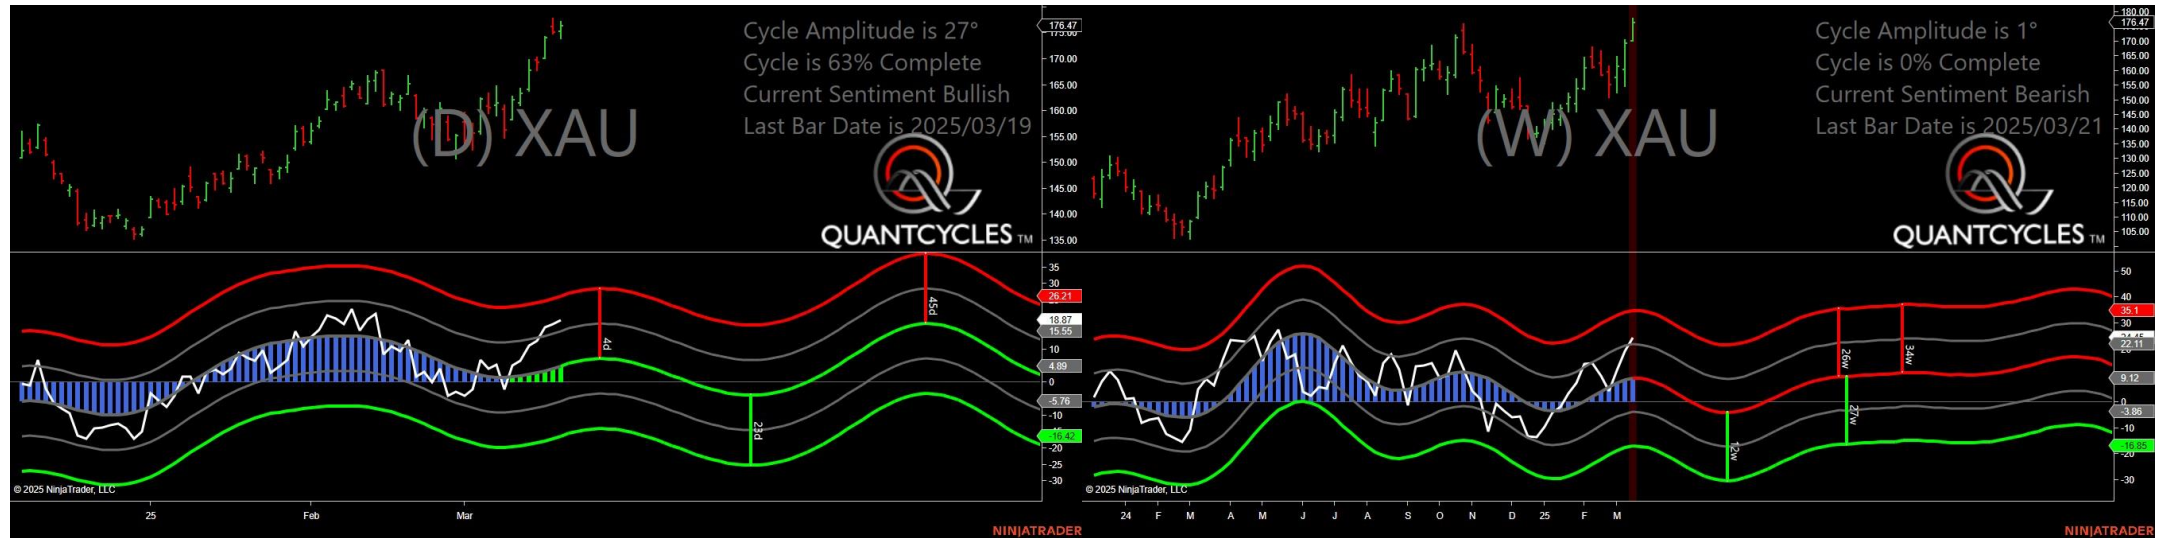 Cycle Amplitude is 27°
Cycle is 63% Complete
Current Sentiment Bullish
Last Bar Date is 2025/03/19
(D) XAU
QUANTCYCLES TM
176.47
175.00
170.00
165.00
160.00
155.00
150.00
145.00
140.00
135.00
35
30
26.21
18.87
15.55
10
4.89
0
-5.76
-10
-16.42
-20
-25
-30
4d
23d
45d
© 2025 NinjaTrader, LLC
25 Feb Mar
NINJATRADER
Cycle Amplitude is 1°
Cycle is 0% Complete
Current Sentiment Bearish
Last Bar Date is 2025/03/21
(W) XAU
QUANTCYCLES TM
180.00
176.47
170.00
165.00
160.00
155.00
150.00
145.00
140.00
135.00
130.00
125.00
120.00
115.00
110.00
105.00
50
40
35.1
30
22.11
9.12
0
-3.86
-10
-16.85
-20
-30
12w
26w
27w
34w
© 2025 NinjaTrader, LLC
24 F M A M J J A S O N D 25 F M
NINJATRADER